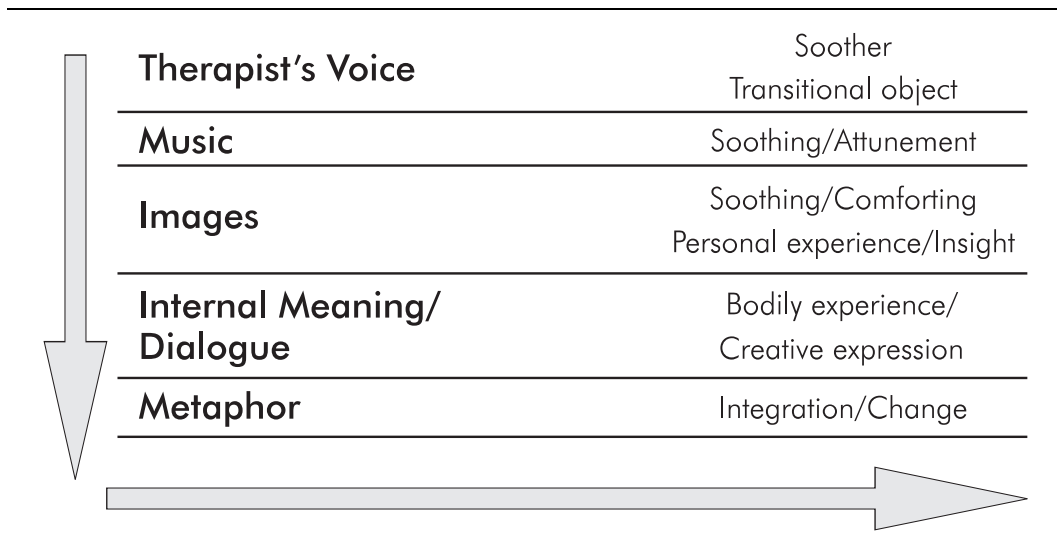 Therapist's Voice
Soother
Transitional object
Music
Soothing/Attunement
Images
Soothing/Comforting
Personal experience/Insight
Internal Meaning/
Dialogue
Bodily experience/
Creative expression
Metaphor
Integration/Change